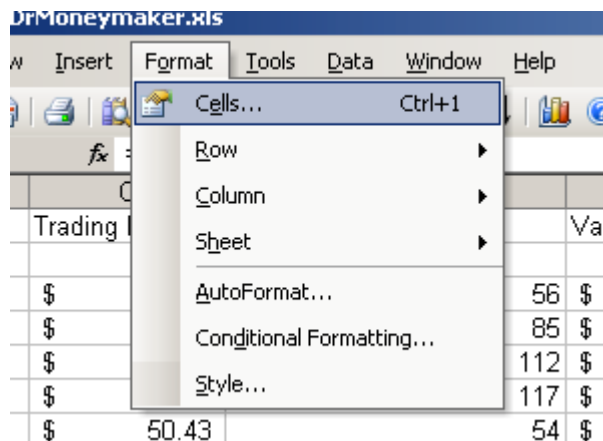 DrMoneymaker.xls
w Insert Format Tools Data Window Help
Cells... Ctrl+1
fx =
Row
C
Column
Trading Va
Sheet
AutoFormat...
$ 56 $
$ 85 $
Conditional Formatting...
$ 112 $
Style...
$ 117 $
$ 50.43 54 $